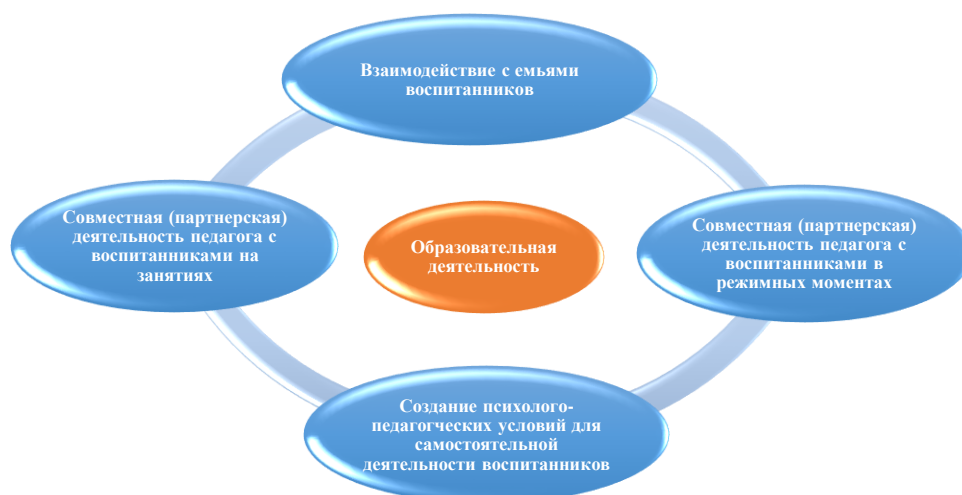 Взаимодействие с емьями
воспитанников
Совместная (партнерская)
деятельность педагога с
воспитанниками на
занятиях
Образовательная
деятельность
Совместная (партнерская)
деятельность педагога с
воспитанниками в
режимных моментах
Создание психолого-
педагогческих условий для
самостоятельной
деятельности воспитанников